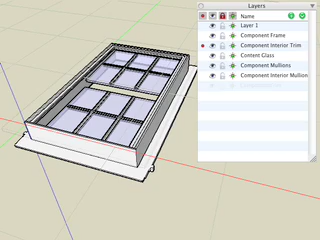 Layers
Name
Layer 1
Component Frame
Component Interior Trim
Content Glass
Component Mullions
Component Interior Mullion